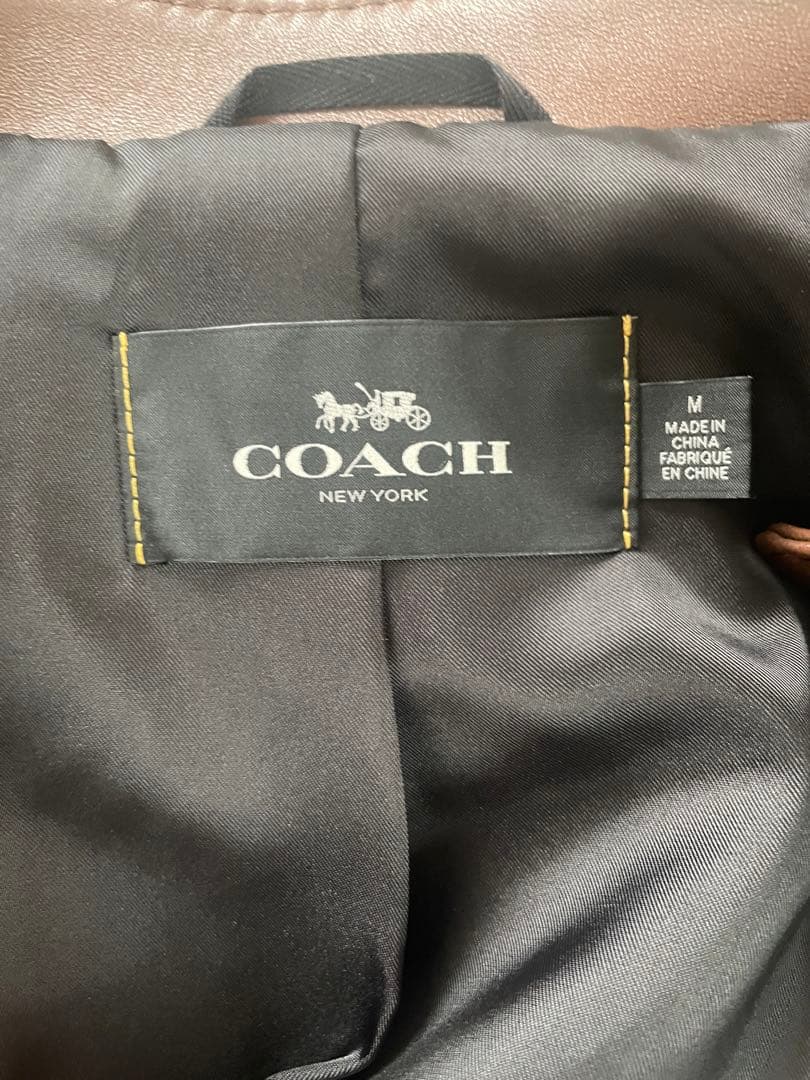 COACH
NEW YORK
M
MADE IN
CHINA
FABRIQUÉ
EN CHINE